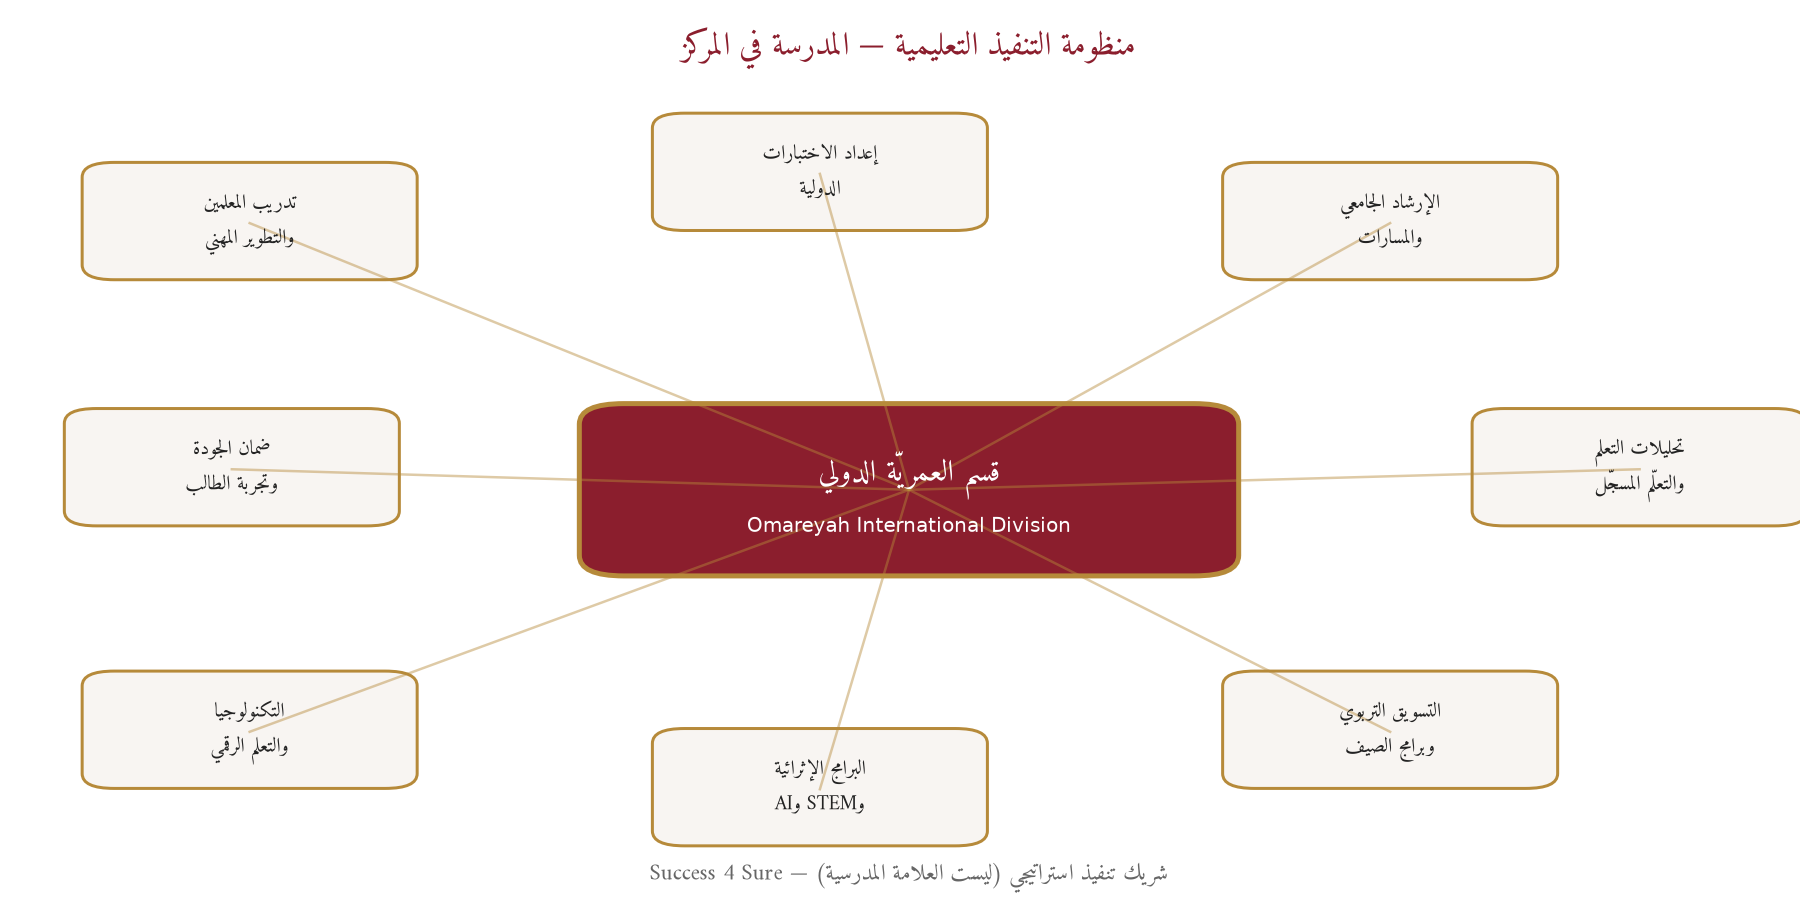 منظومة التنفيذ التعليمية — المدرسة في المركز
إعداد الاختبارات
الدولية
الإرشاد الجامعي
والمسارات
تدريب المعلمين
والتطوير المهني
تحليلات التعلم
والتعلّم المسجّل
قسم العمريّة الدولي
Omareyah International Division
ضمان الجودة
وتجربة الطالب
التسويق التربوي
وبرامج الصيف
البرامج الإثرائية
وSTEM وAI
التكنولوجيا
والتعلم الرقمي
شريك تنفيذ استراتيجي (ليست العلامة المدرسية) — Success 4 Sure